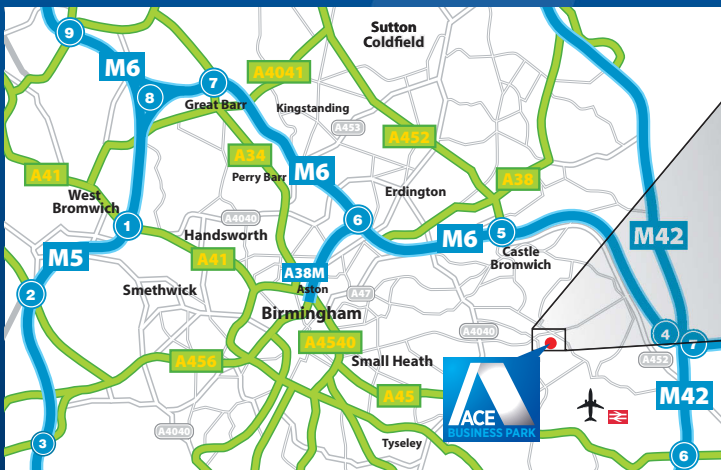 Sutton
Coldfield
9
M6
8
7
A4041
Great Barr
Kingstanding
A453
A452
A34
Perry Barr
M6
A41
West
Bromwich
Erdington
A38
1
A4040
6
5
M6
Castle
Bromwich
M42
Handsworth
M5
A41
A38M
Aston
A47
2
Smethwick
Birmingham
A4540
A4040
4
7
A452
A456
Small Heath
ACE
BUSINESS PARK
A45
M42
A4040
Tyseley
3
6